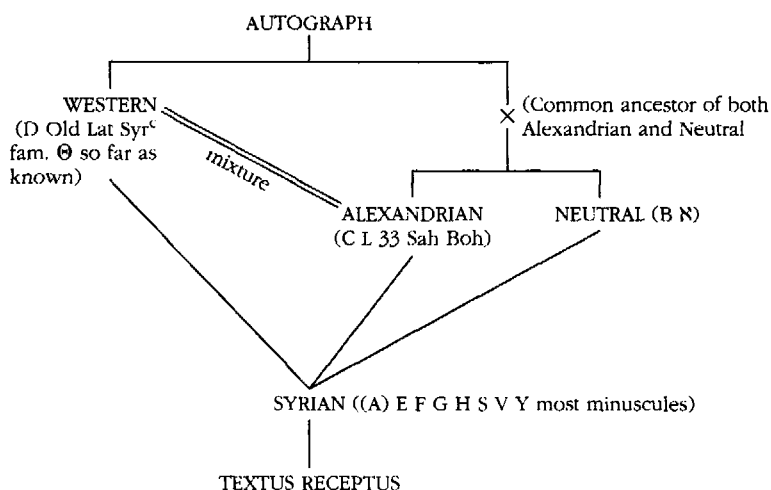 AUTOGRAPH
WESTERN
(D Old Lat Syrᶜ
fam. Θ so far as
known)
mixture
× (Common ancestor of both
Alexandrian and Neutral
ALEXANDRIAN
(C L 33 Sah Boh)
NEUTRAL (B ℵ)
SYRIAN ((A) E F G H S V Y most minuscules)
TEXTUS RECEPTUS